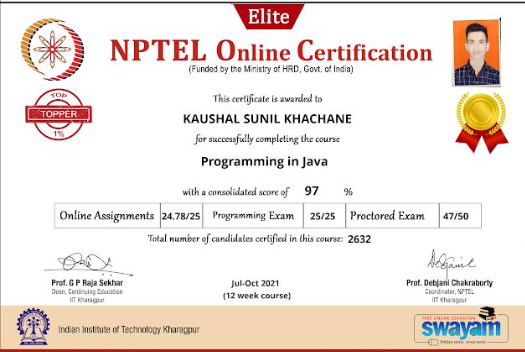 Elite
NPTEL Online Certification
(Funded by the Ministry of HRD, Govt. of India)
TOP
TOPPER
1%
This certificate is awarded to
KAUSHAL SUNIL KHACHANE
for successfully completing the course
Programming in Java
with a consolidated score of 97 %
Online Assignments 24.78/25 Programming Exam 25/25 Proctored Exam 47/50
Total number of candidates certified in this course: 2632
Prof. G P Raja Sekhar
Dean, Continuing Education
IIT Kharagpur
Jul-Oct 2021
(12 week course)
Prof. Debjani Chakraborty
Coordinator, NPTEL
IIT Kharagpur
Indian Institute of Technology Kharagpur
FREE ONLINE EDUCATION
swayam